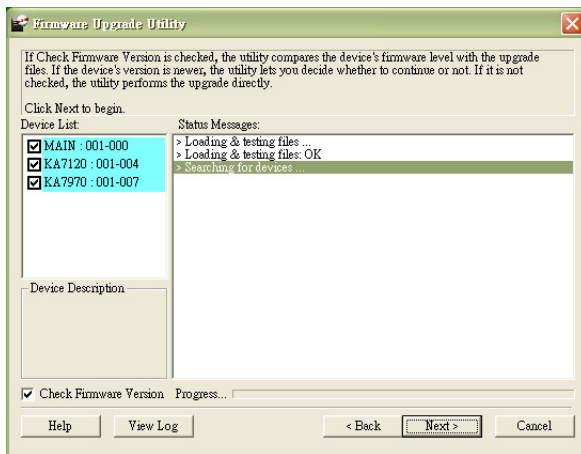 Firmware Upgrade Utility
If Check Firmware Version is checked, the utility compares the device's firmware level with the upgrade
files. If the device's version is newer, the utility lets you decide whether to continue or not. If it is not
checked, the utility performs the upgrade directly.
Click Next to begin.
Device List:
Status Messages:
MAIN : 001-000
KA7120 : 001-004
KA7970 : 001-007
> Loading & testing files ...
> Loading & testing files: OK
> Searching for devices ...
Device Description
Check Firmware Version
Progress...
Help
View Log
< Back
Next >
Cancel